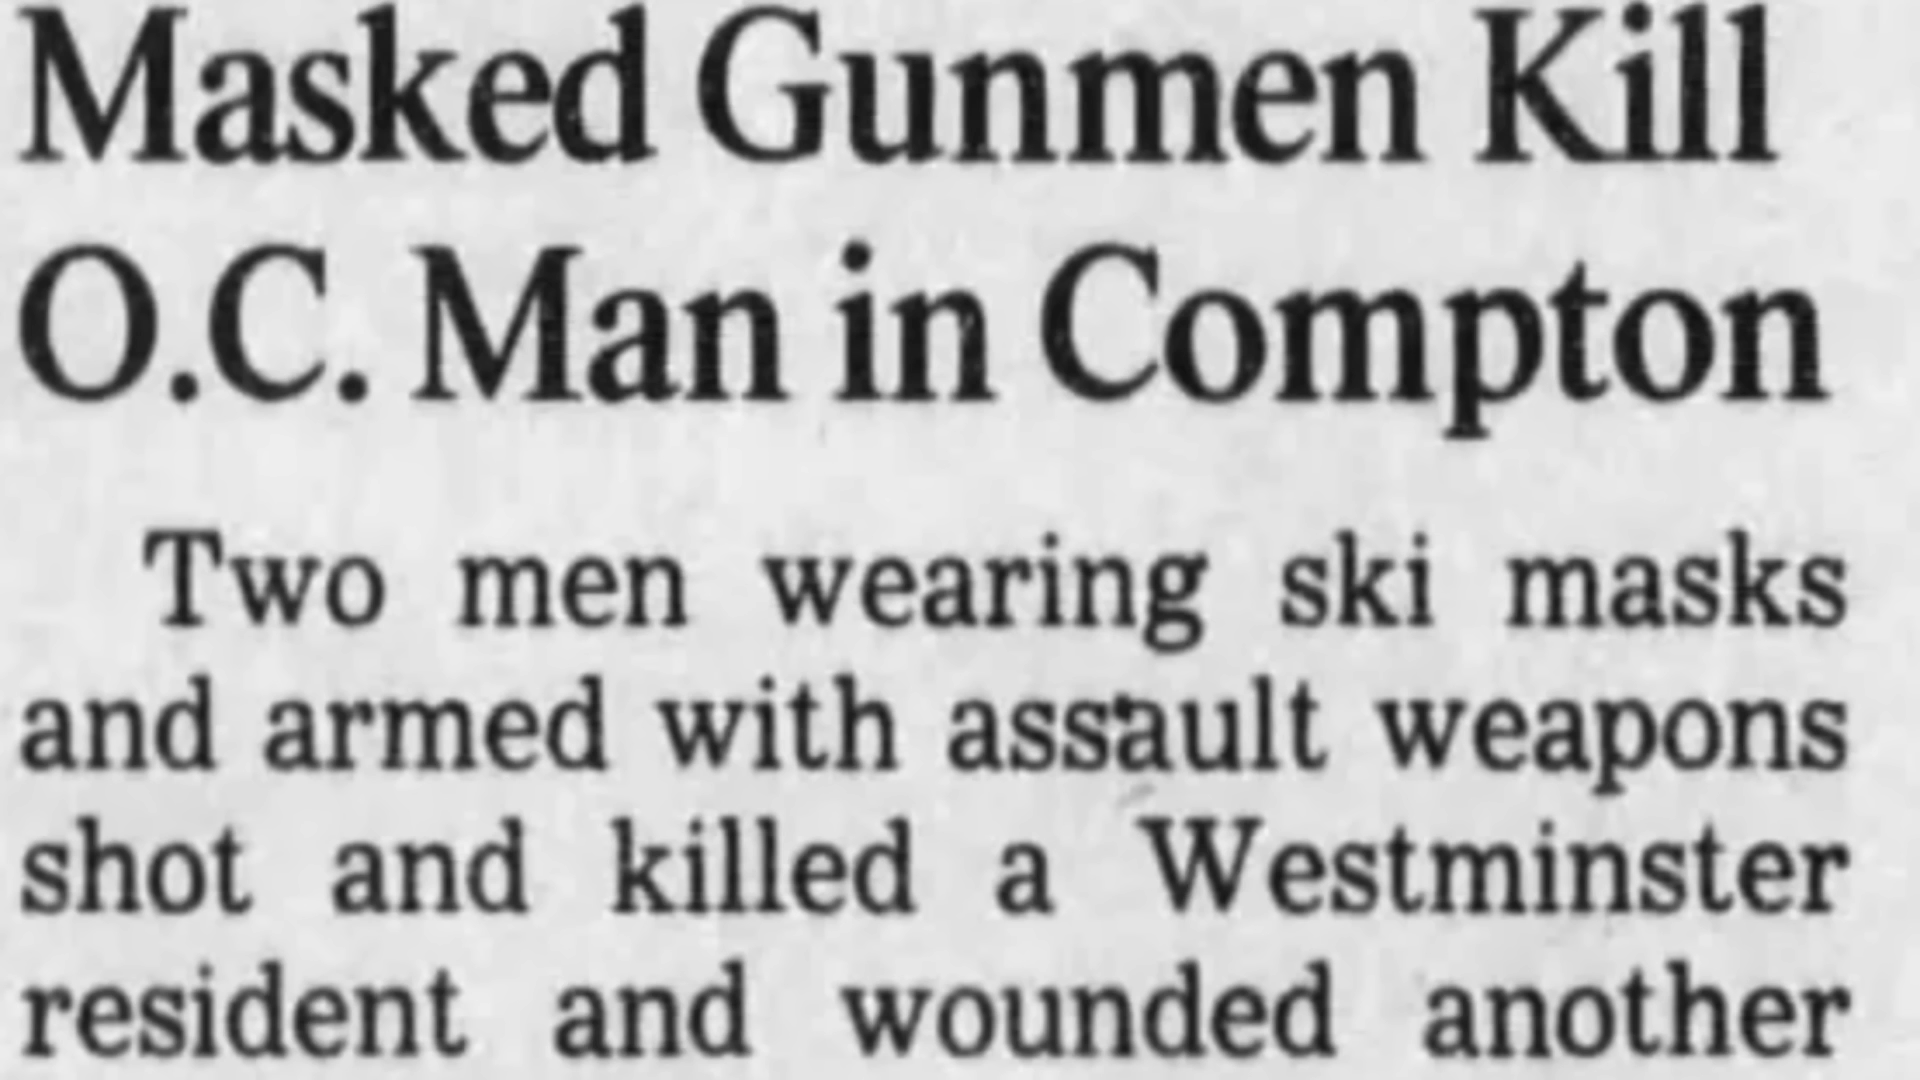 Masked Gunmen Kill
O.C. Man in Compton
Two men wearing ski masks
and armed with assault weapons
shot and killed a Westminster
resident and wounded another